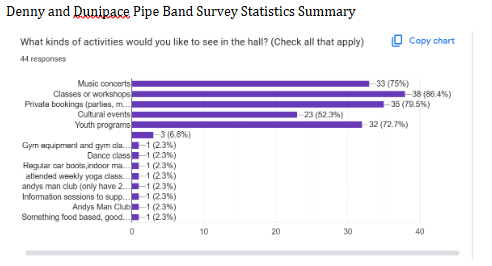 Denny and Dunipace Pipe Band Survey Statistics Summary
What kinds of activities would you like to see in the hall? (Check all that apply)
Copy chart
44 responses
Music concerts 33 (75%)
Classes or workshops 38 (86.4%)
Private bookings (parties, m... 35 (79.5%)
Cultural events 23 (52.3%)
Youth programs 32 (72.7%)
3 (6.8%)
Gym equipment and gym cla... 1 (2.3%)
Dance class 1 (2.3%)
Regular car boots,indoor ma... 1 (2.3%)
attended weekly yoga class... 1 (2.3%)
andys man club (only have 2... 1 (2.3%)
Information sessions to supp... 1 (2.3%)
Andys Man Club 1 (2.3%)
Something food based, good... 1 (2.3%)
0 10 20 30 40